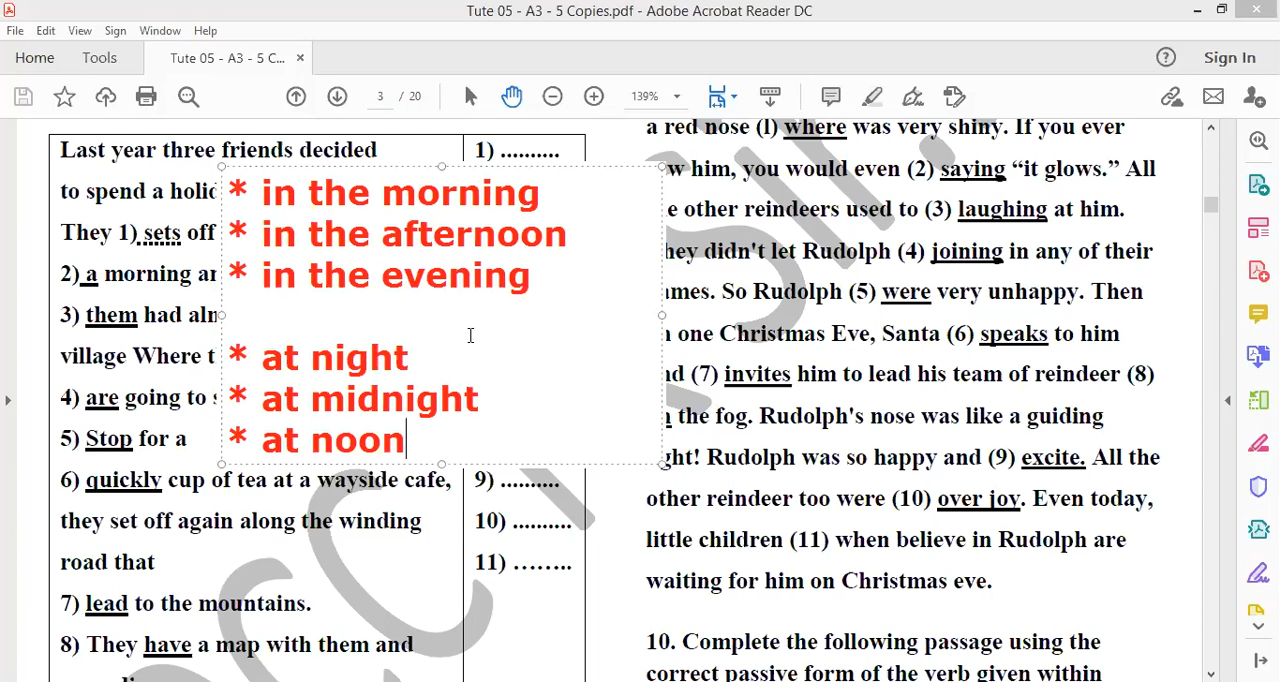 Tute 05 - A3 - 5 Copies.pdf - Adobe Acrobat Reader DC
File Edit View Sign Window Help
Home Tools Tute 05 - A3 - 5 C... × Sign In
3 / 20 139%
Last year three friends decided
to spend a holid
They 1) sets off
2) a morning an
3) them had alm
village Where t
4) are going to s
5) Stop for a
6) quickly cup of tea at a wayside cafe,
they set off again along the winding
road that
7) lead to the mountains.
8) They have a map with them and
1) ..........
9) ..........
10) ..........
11) ……..
* in the morning
* in the afternoon
* in the evening
* at night
* at midnight
* at noon
a red nose (l) where was very shiny. If you ever
w him, you would even (2) saying “it glows.” All
e other reindeers used to (3) laughing at him.
hey didn't let Rudolph (4) joining in any of their
ames. So Rudolph (5) were very unhappy. Then
one Christmas Eve, Santa (6) speaks to him
nd (7) invites him to lead his team of reindeer (8)
the fog. Rudolph's nose was like a guiding
ght! Rudolph was so happy and (9) excite. All the
other reindeer too were (10) over joy. Even today,
little children (11) when believe in Rudolph are
waiting for him on Christmas eve.
10. Complete the following passage using the
correct passive form of the verb given within